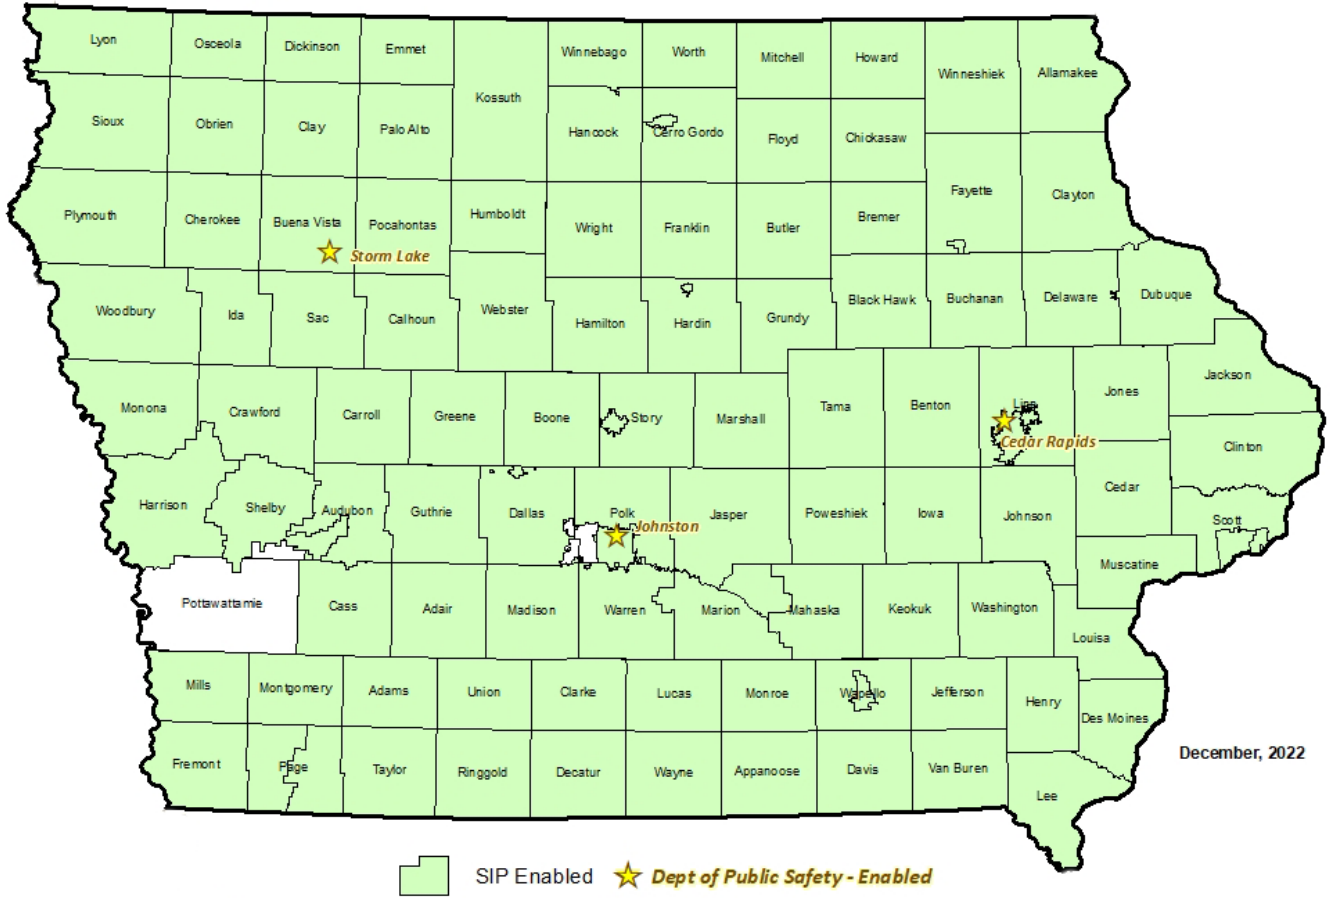 Lyon
Osceola
Dickinson
Emmet
Kossuth
Winnebago
Worth
Mitchell
Howard
Winneshiek
Allamakee
Sioux
Obrien
Clay
Palo Alto
Hancock
Cerro Gordo
Floyd
Chickasaw
Fayette
Clayton
Plymouth
Cherokee
Buena Vista
Pocahontas
Humboldt
Wright
Franklin
Butler
Bremer
Storm Lake
Woodbury
Ida
Sac
Calhoun
Webster
Hamilton
Hardin
Grundy
Black Hawk
Buchanan
Delaware
Dubuque
Monona
Crawford
Carroll
Greene
Boone
Story
Marshall
Tama
Benton
Linn
Jones
Jackson
Cedar Rapids
Clinton
Harrison
Shelby
Audubon
Guthrie
Dallas
Polk
Johnston
Jasper
Poweshiek
Iowa
Johnson
Cedar
Scott
Muscatine
Pottawattamie
Cass
Adair
Madison
Warren
Marion
Mahaska
Keokuk
Washington
Louisa
Mills
Montgomery
Adams
Union
Clarke
Lucas
Monroe
Wapello
Jefferson
Henry
Des Moines
Fremont
Page
Taylor
Ringgold
Decatur
Wayne
Appanoose
Davis
Van Buren
Lee
December, 2022
SIP Enabled
Dept of Public Safety - Enabled